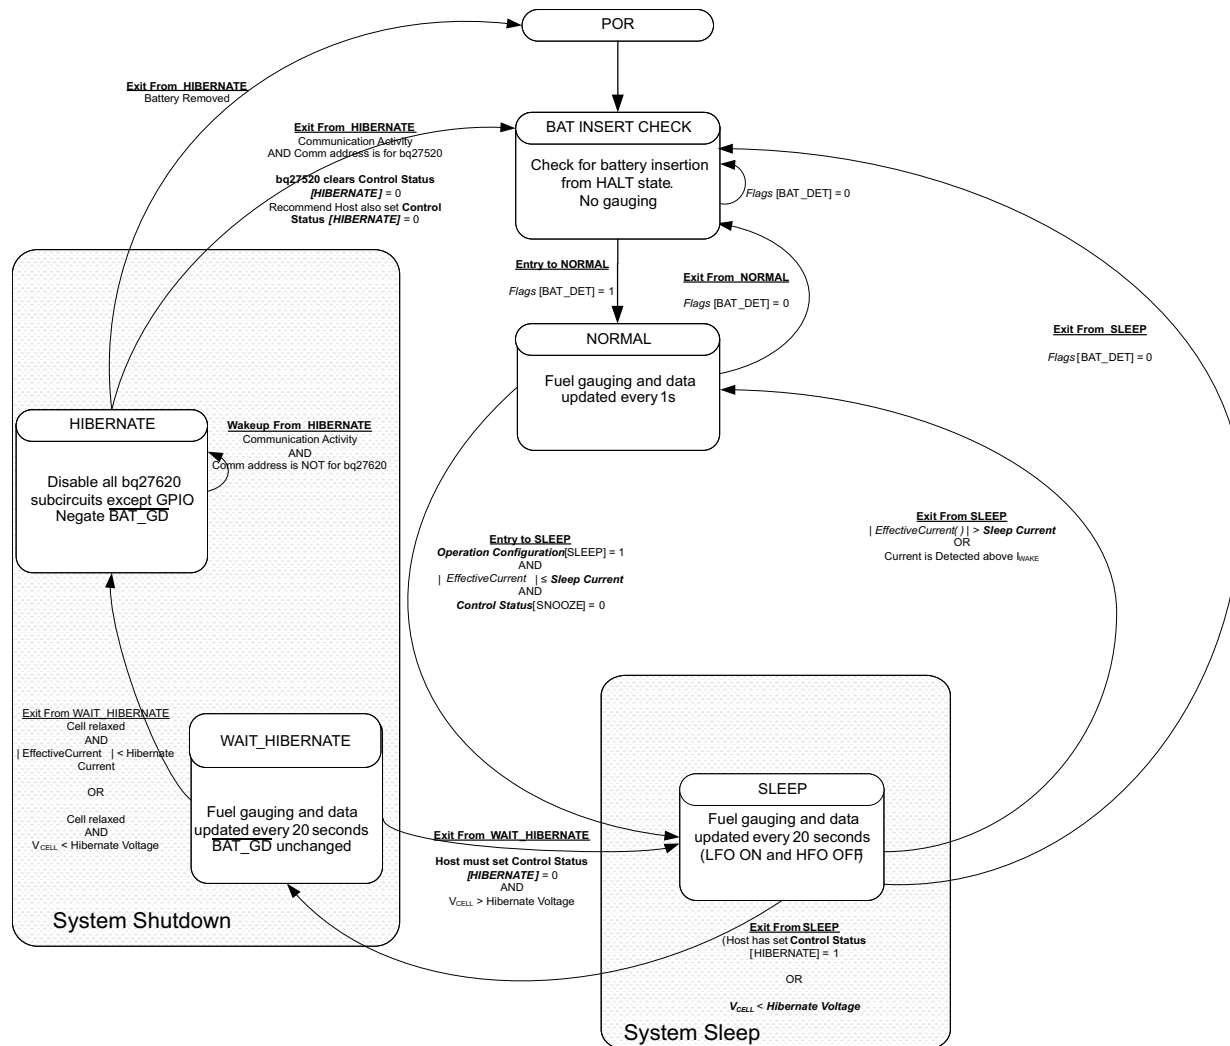 POR
Exit From HIBERNATE
Battery Removed
Exit From HIBERNATE
Communication Activity
AND Comm address is for bq27520
bq27520 clears Control Status
[HIBERNATE] = 0
Recommend Host also set Control
Status [HIBERNATE] = 0
BAT INSERT CHECK
Check for battery insertion
from HALT state.
No gauging
Flags [BAT_DET] = 0
Entry to NORMAL
Flags [BAT_DET] = 1
Exit From NORMAL
Flags [BAT_DET] = 0
Exit From SLEEP
Flags [BAT_DET] = 0
NORMAL
Fuel gauging and data
updated every 1s
HIBERNATE
Disable all bq27620
subcircuits except GPIO
Negate BAT_GD
Wakeup From HIBERNATE
Communication Activity
AND
Comm address is NOT for bq27620
Entry to SLEEP
Operation Configuration[SLEEP] = 1
AND
| EffectiveCurrent | ≤ Sleep Current
AND
Control Status[SNOOZE] = 0
Exit From SLEEP
| EffectiveCurrent( ) | > Sleep Current
OR
Current is Detected above IWAKE
Exit From WAIT_HIBERNATE
Cell relaxed
AND
| EffectiveCurrent | < Hibernate
Current
OR
Cell relaxed
AND
VCELL < Hibernate Voltage
WAIT_HIBERNATE
Fuel gauging and data
updated every 20 seconds
BAT_GD unchanged
Exit From WAIT_HIBERNATE
Host must set Control Status
[HIBERNATE] = 0
AND
VCELL > Hibernate Voltage
SLEEP
Fuel gauging and data
updated every 20 seconds
(LFO ON and HFO OFF)
Exit From SLEEP
(Host has set Control Status
[HIBERNATE] = 1
OR
VCELL < Hibernate Voltage
System Shutdown
System Sleep